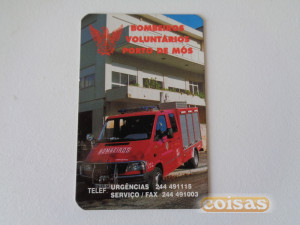 BOMBEIROS
VOLUNTÁRIOS
PORTO DE MÓS
BOMBEIROS
TELEF
URGÊNCIAS 244 491115
SERVIÇO / FAX 244 491003
coisas